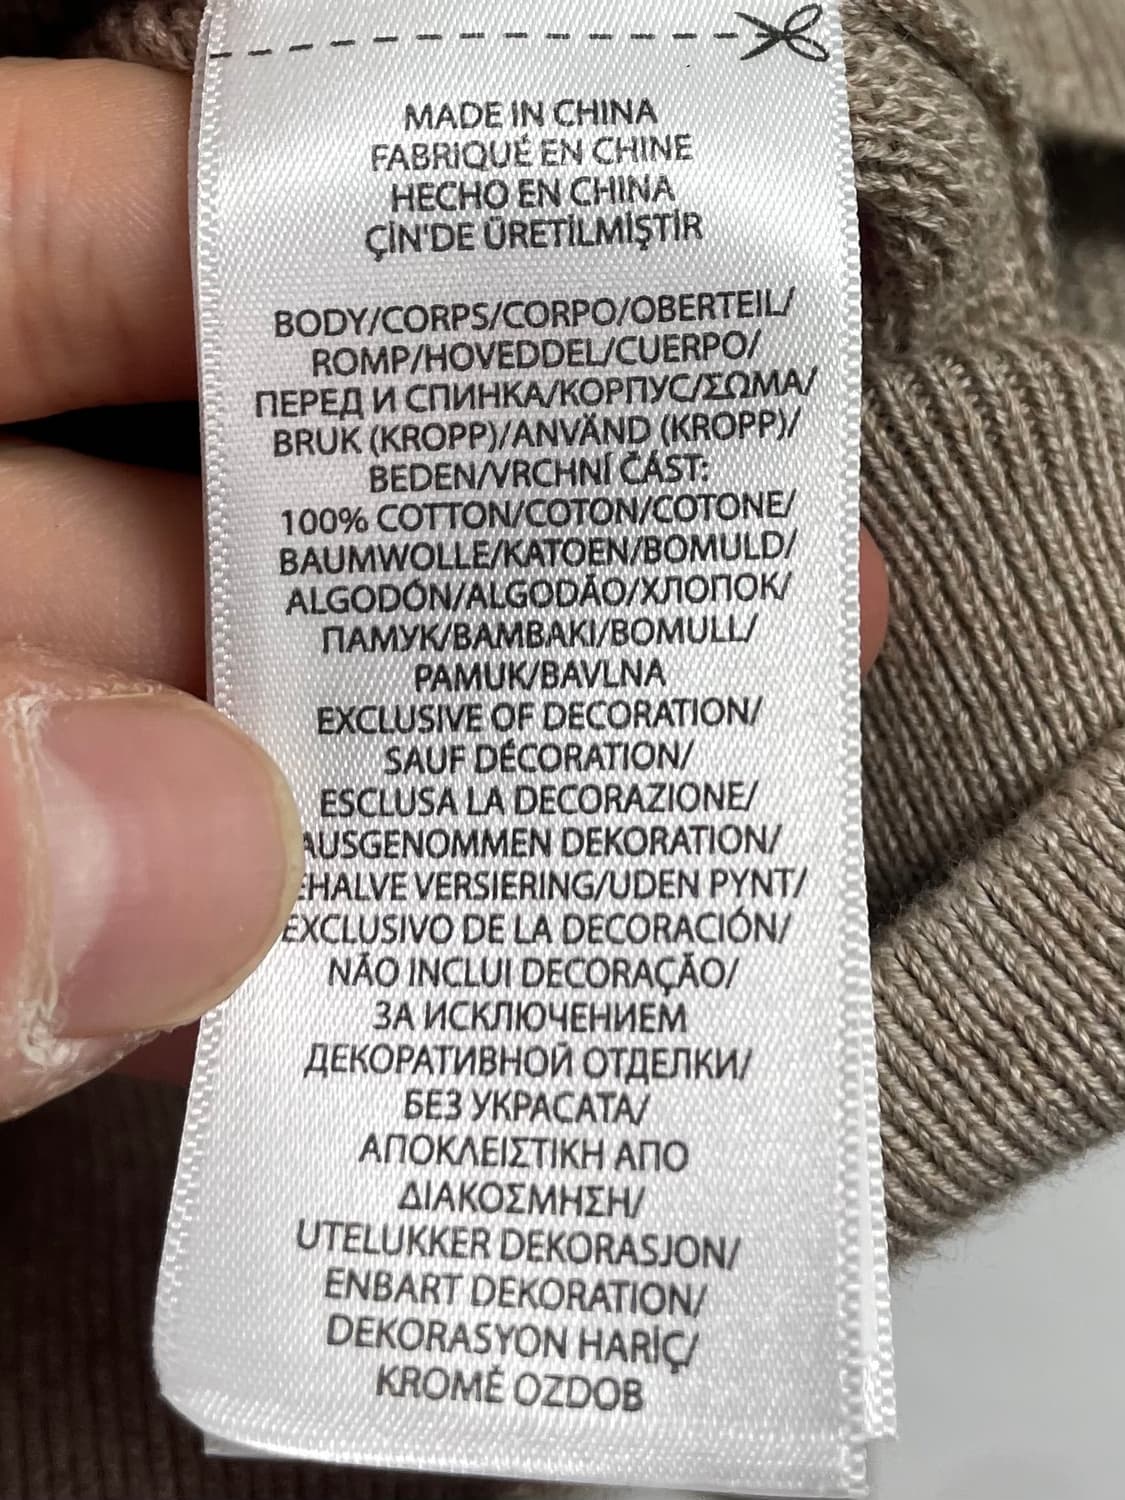 MADE IN CHINA
FABRIQUÉ EN CHINE
HECHO EN CHINA
ÇİN'DE ÜRETİLMİŞTİR
BODY/CORPS/CORPO/OBERTEIL/
ROMP/HOVEDDEL/CUERPO/
ПЕРЕД И СПИНКА/КОРПУС/ΣΩΜΑ/
BRUK (KROPP)/ANVÄND (KROPP)/
BEDEN/VRCHNÍ ČÁST:
100% COTTON/COTON/COTONE/
BAUMWOLLE/KATOEN/BOMULD/
ALGODÓN/ALGODÃO/ХЛОПОК/
ПАМУК/ΒΑΜΒΑΚΙ/BOMULL/
PAMUK/BAVLNA
EXCLUSIVE OF DECORATION/
SAUF DÉCORATION/
ESCLUSA LA DECORAZIONE/
AUSGENOMMEN DEKORATION/
EHALVE VERSIERING/UDEN PYNT/
EXCLUSIVO DE LA DECORACIÓN/
NÃO INCLUI DECORAÇÃO/
ЗА ИСКЛЮЧЕНИЕМ
ДЕКОРАТИВНОЙ ОТДЕЛКИ/
БЕЗ УКРАСАТА/
ΑΠΟΚΛΕΙΣΤΙΚΗ ΑΠΟ
ΔΙΑΚΟΣΜΗΣΗ/
UTELUKKER DEKORASJON/
ENBART DEKORATION/
DEKORASYON HARİÇ/
KROMĚ OZDOB